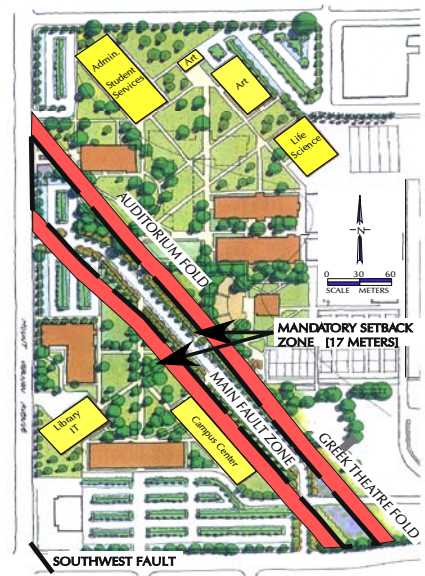 Admin.
Student
Services
Art
Art
Life
Science
AUDITORIUM FOLD
N
0 30 60
SCALE METERS
MANDATORY SETBACK
ZONE [17 METERS]
MAIN FAULT ZONE
Library
IT
Campus Center
GREEK THEATRE FOLD
SOUTHWEST FAULT